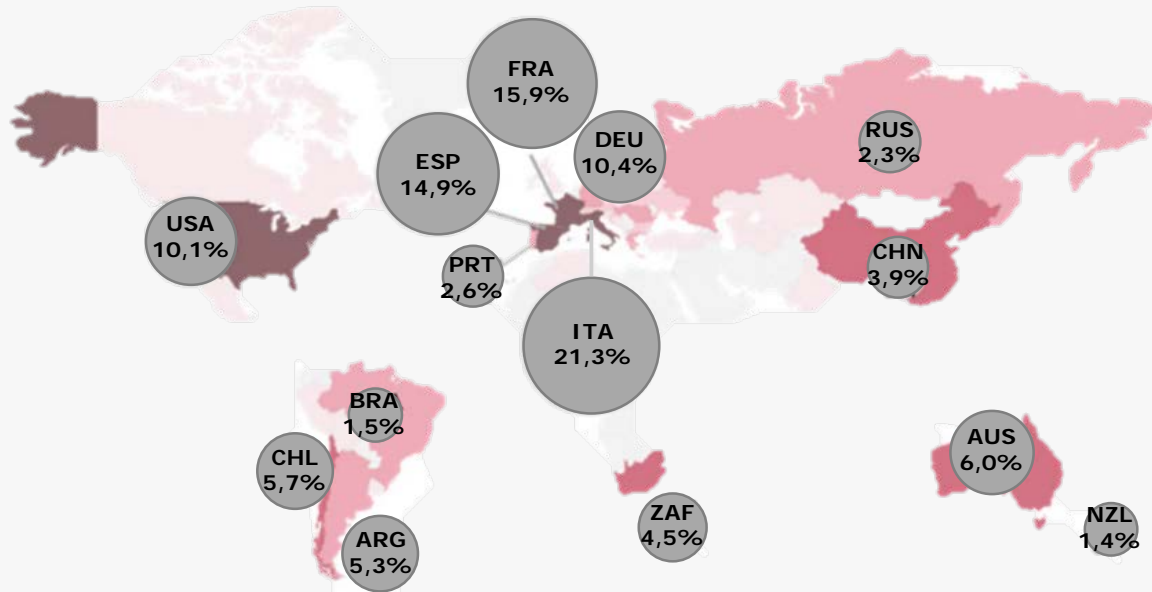 FRA
15,9%
DEU
10,4%
RUS
2,3%
ESP
14,9%
USA
10,1%
PRT
2,6%
CHN
3,9%
ITA
21,3%
BRA
1,5%
CHL
5,7%
AUS
6,0%
ZAF
4,5%
NZL
1,4%
ARG
5,3%